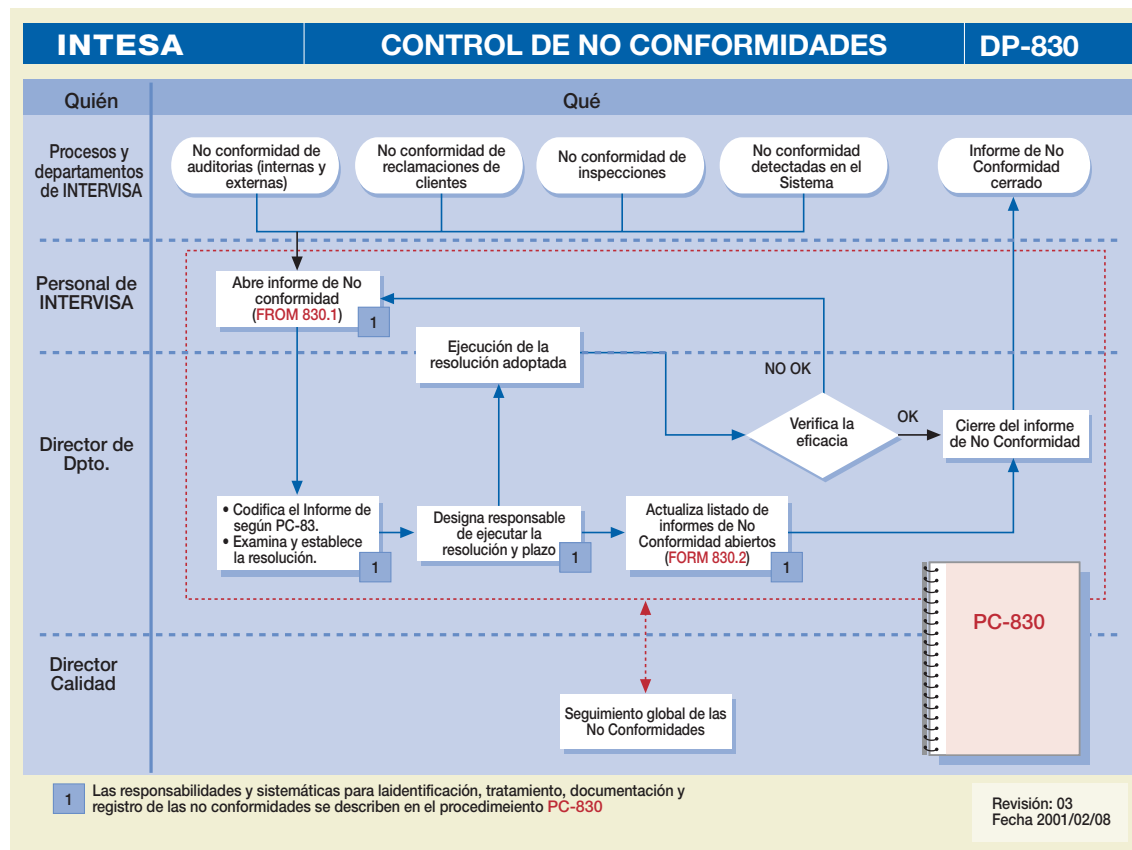 INTESA
CONTROL DE NO CONFORMIDADES
DP-830
Quién
Qué
Procesos y
departamentos
de INTERVISA
No conformidad de
auditorias (internas y
externas)
No conformidad de
reclamaciones de
clientes
No conformidad de
inspecciones
No conformidad
detectadas en el
Sistema
Informe de No
Conformidad
cerrado
Personal de
INTERVISA
Abre informe de No
conformidad
(FROM 830.1)
1
Ejecución de la
resolución adoptada
NO OK
Director de
Dpto.
Verifica la
eficacia
OK
Cierre del informe
de No Conformidad
• Codifica el Informe de
según PC-83.
• Examina y establece
la resolución.
1
Designa responsable
de ejecutar la
resolución y plazo
1
Actualiza listado de
informes de No
Conformidad abiertos
(FORM 830.2)
1
PC-830
Director
Calidad
Seguimiento global de las
No Conformidades
1
Las responsabilidades y sistemáticas para laidentificación, tratamiento, documentación y
registro de las no conformidades se describen en el procedimeiento PC-830
Revisión: 03
Fecha 2001/02/08